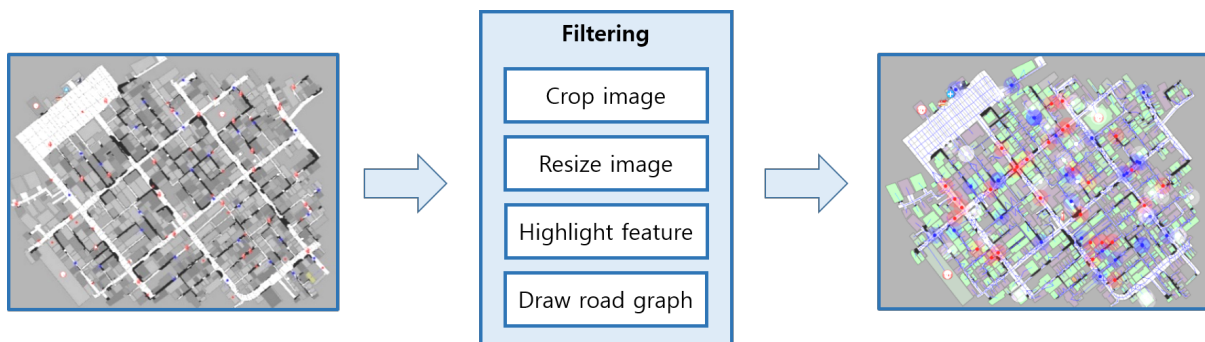 Filtering
Crop image
Resize image
Highlight feature
Draw road graph